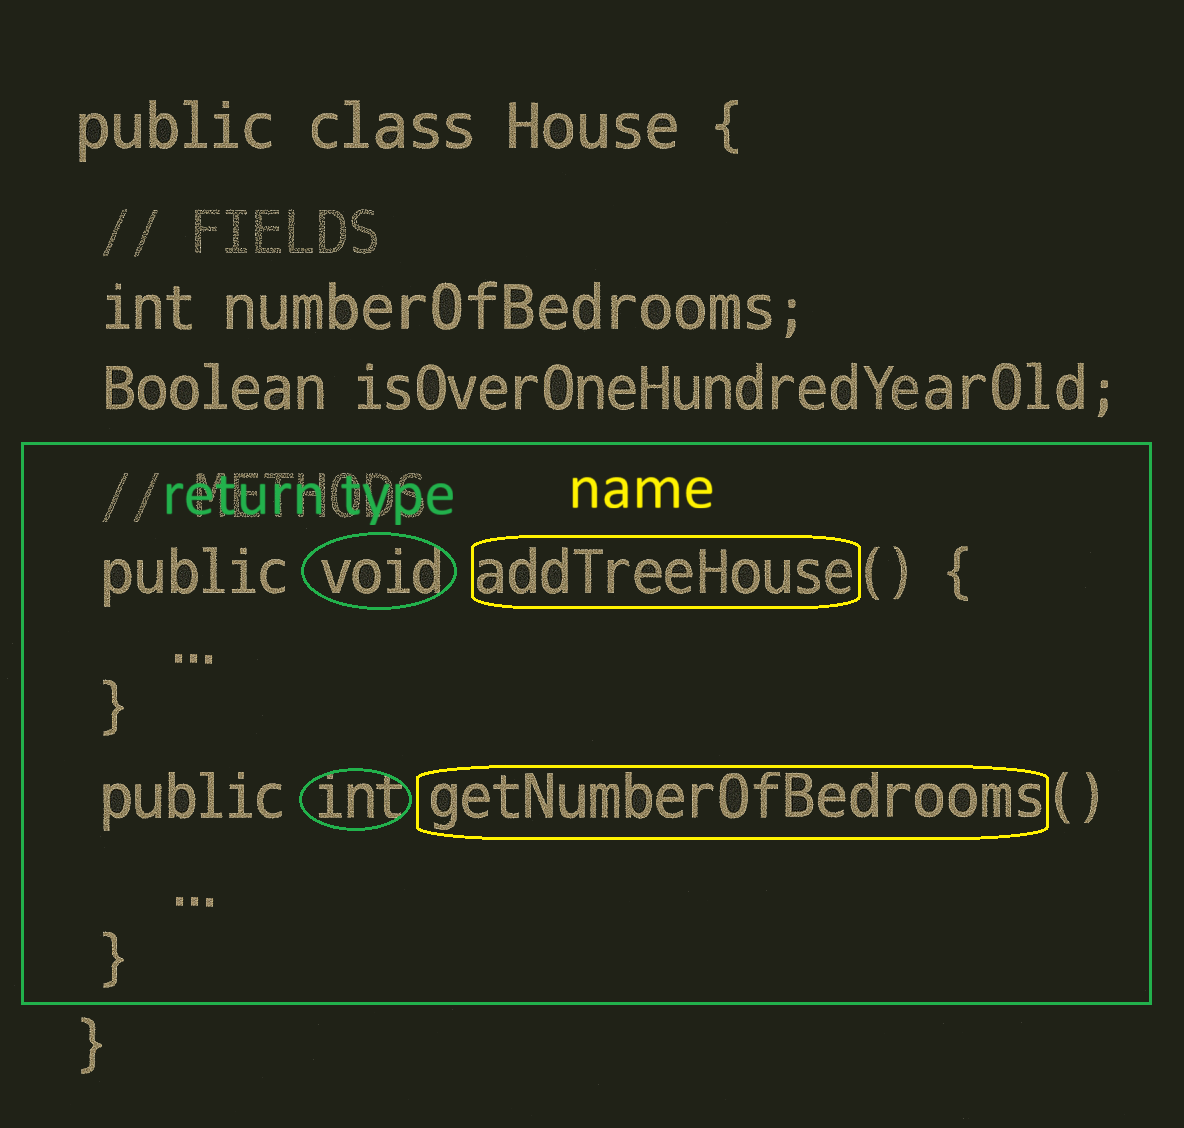 public class House {
// FIELDS
int numberOfBedrooms;
Boolean isOverOneHundredYearOld;
// METHODS
return type name
public void addTreeHouse() {
...
}
public int getNumberOfBedrooms()
...
}
}